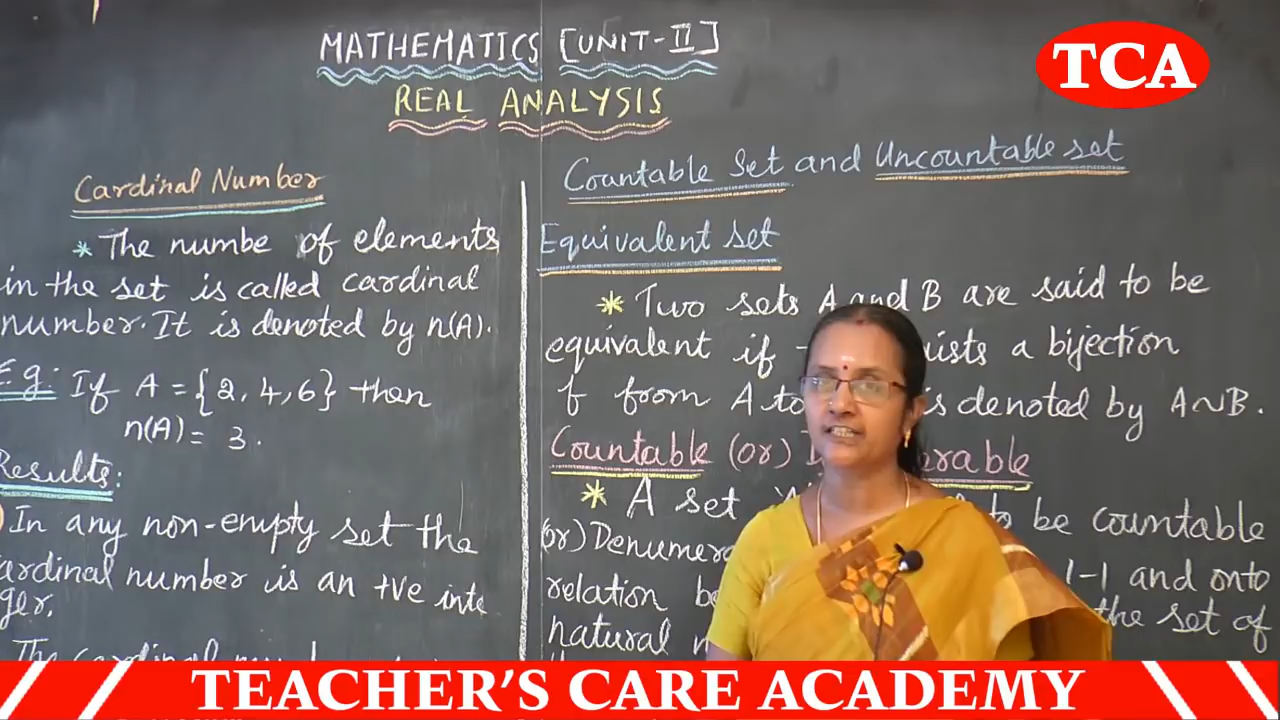 MATHEMATICS [UNIT-II]
TCA
REAL ANALYSIS
Cardinal Number
* The numbe of elements
in the set is called cardinal
number. It is denoted by n(A).
E.g: If A = {2, 4, 6} then
n(A) = 3.
Results:
) In any non-empty set the
ardinal number is an +ve inte
ger.
The cardinal
Countable Set and Uncountable set
Equivalent set
* Two sets A and B are said to be
equivalent if a bijection
f from A to is denoted by A~B.
Countable (or) erable
* A set to be countable
(or) Denumera
relation be 1-1 and onto
natural n the set of
TEACHER'S CARE ACADEMY